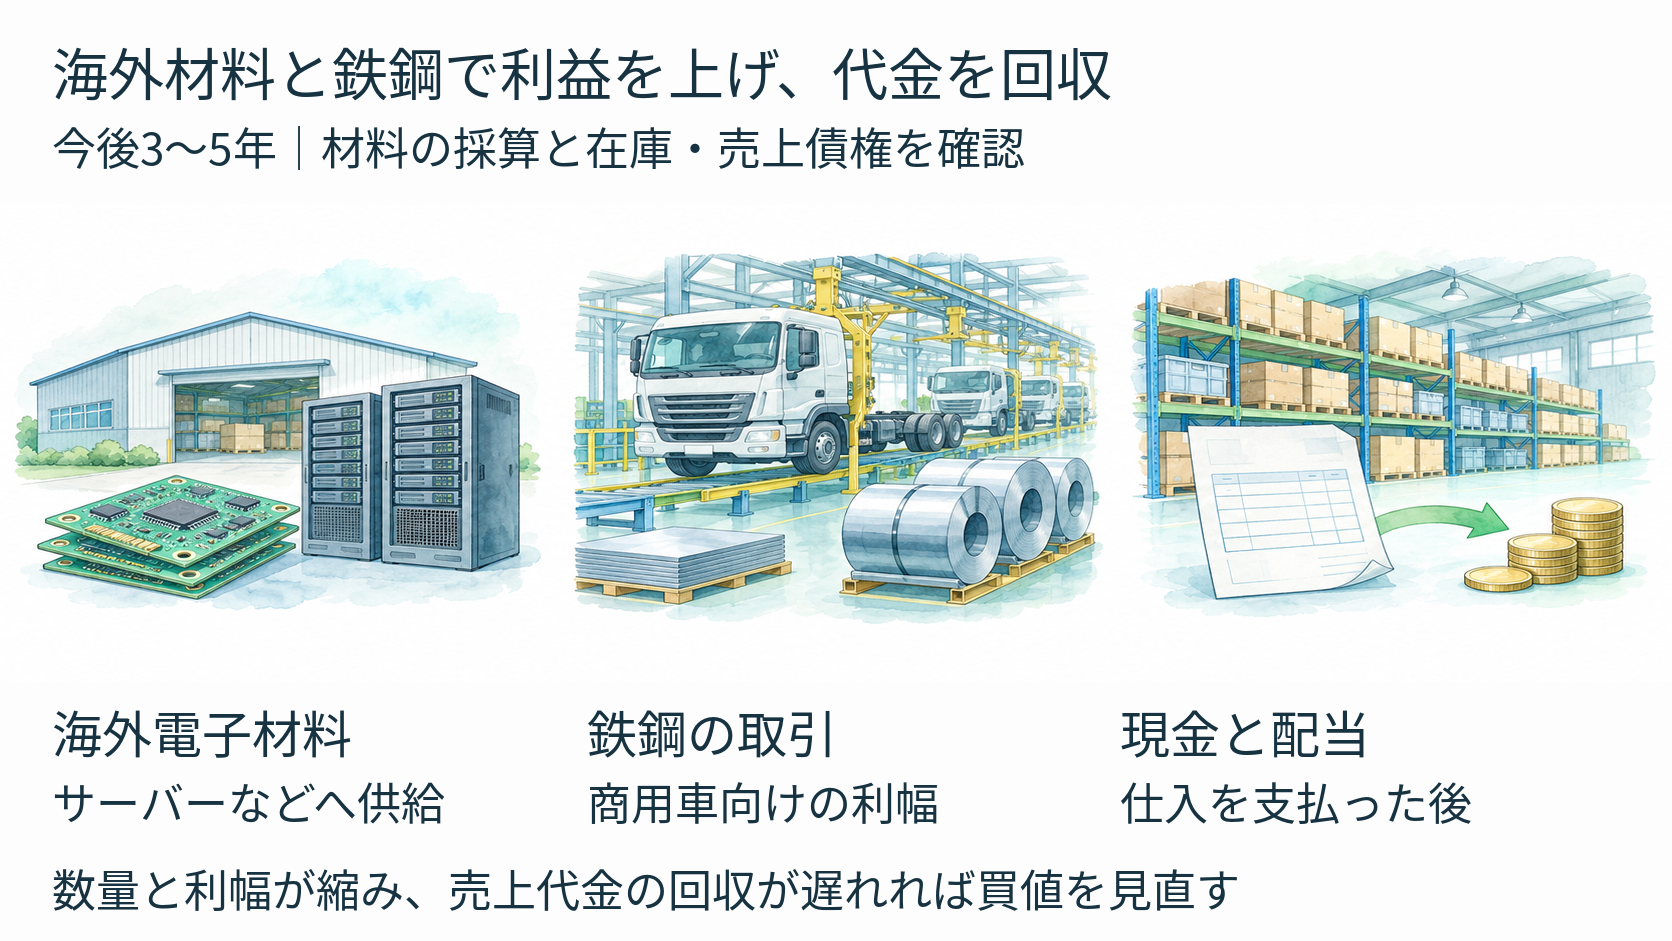 海外材料と鉄鋼で利益を上げ、代金を回収
今後3〜5年｜材料の採算と在庫・売上債権を確認
海外電子材料
サーバーなどへ供給
鉄鋼の取引
商用車向けの利幅
現金と配当
仕入を支払った後
数量と利幅が縮み、売上代金の回収が遅れれば買値を見直す